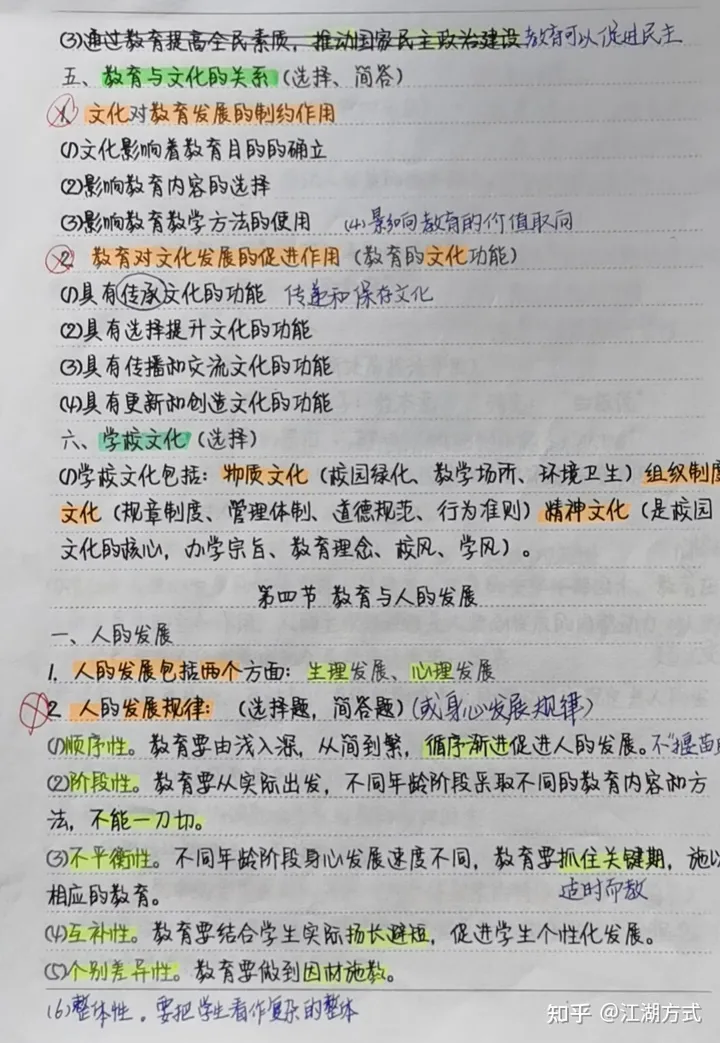 (3)通过教育提高全民素质，推动国家民主政治建设 教育可以促进民主
五、教育与文化的关系(选择、简答)
1. 文化对教育发展的制约作用
(1)文化影响着教育目的的确立
(2)影响教育内容的选择
(3)影响教育教学方法的使用 (4)影响教育的价值取向
2. 教育对文化发展的促进作用(教育的文化功能)
(1)具有传承文化的功能 传递和保存文化
(2)具有选择提升文化的功能
(3)具有传播和交流文化的功能
(4)具有更新和创造文化的功能
六、学校文化(选择)
(1)学校文化包括：物质文化(校园绿化、教学场所、环境卫生)组织制度
文化(规章制度、管理体制、道德规范、行为准则)精神文化(是校园
文化的核心，办学宗旨、教育理念、校风、学风)。
第四节 教育与人的发展
一、人的发展
1. 人的发展包括两个方面：生理发展、心理发展
2. 人的发展规律：(选择题，简答题)(或身心发展规律)
(1)顺序性。教育要由浅入深，从简到繁，循序渐进促进人的发展。不"揠苗
(2)阶段性。教育要从实际出发，不同年龄阶段采取不同的教育内容和方
法，不能一刀切。
(3)不平衡性。不同年龄阶段身心发展速度不同，教育要抓住关键期，施以
相应的教育。 适时而教
(4)互补性。教育要结合学生实际扬长避短，促进学生个性化发展。
(5)个别差异性。教育要做到因材施教。
(6)整体性。要把学生看作复杂的整体
知乎 @江湖方式